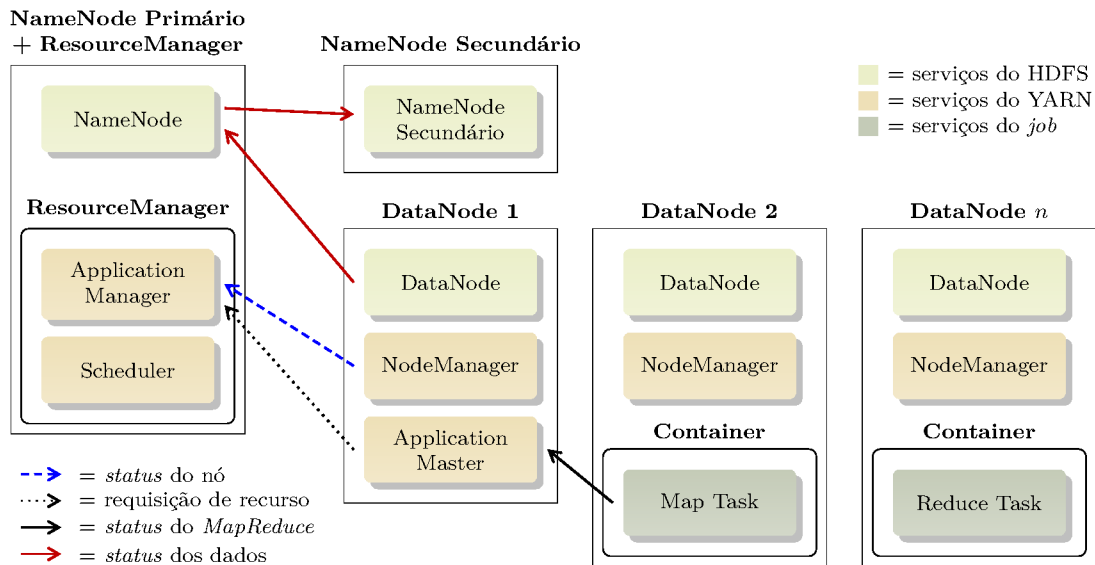 NameNode Primário
+ ResourceManager
NameNode Secundário
NameNode
NameNode
Secundário
= serviços do HDFS
= serviços do YARN
= serviços do job
ResourceManager
Application
Manager
Scheduler
DataNode 1
DataNode
NodeManager
Application
Master
DataNode 2
DataNode
NodeManager
Container
Map Task
DataNode n
DataNode
NodeManager
Container
Reduce Task
= status do nó
= requisição de recurso
= status do MapReduce
= status dos dados